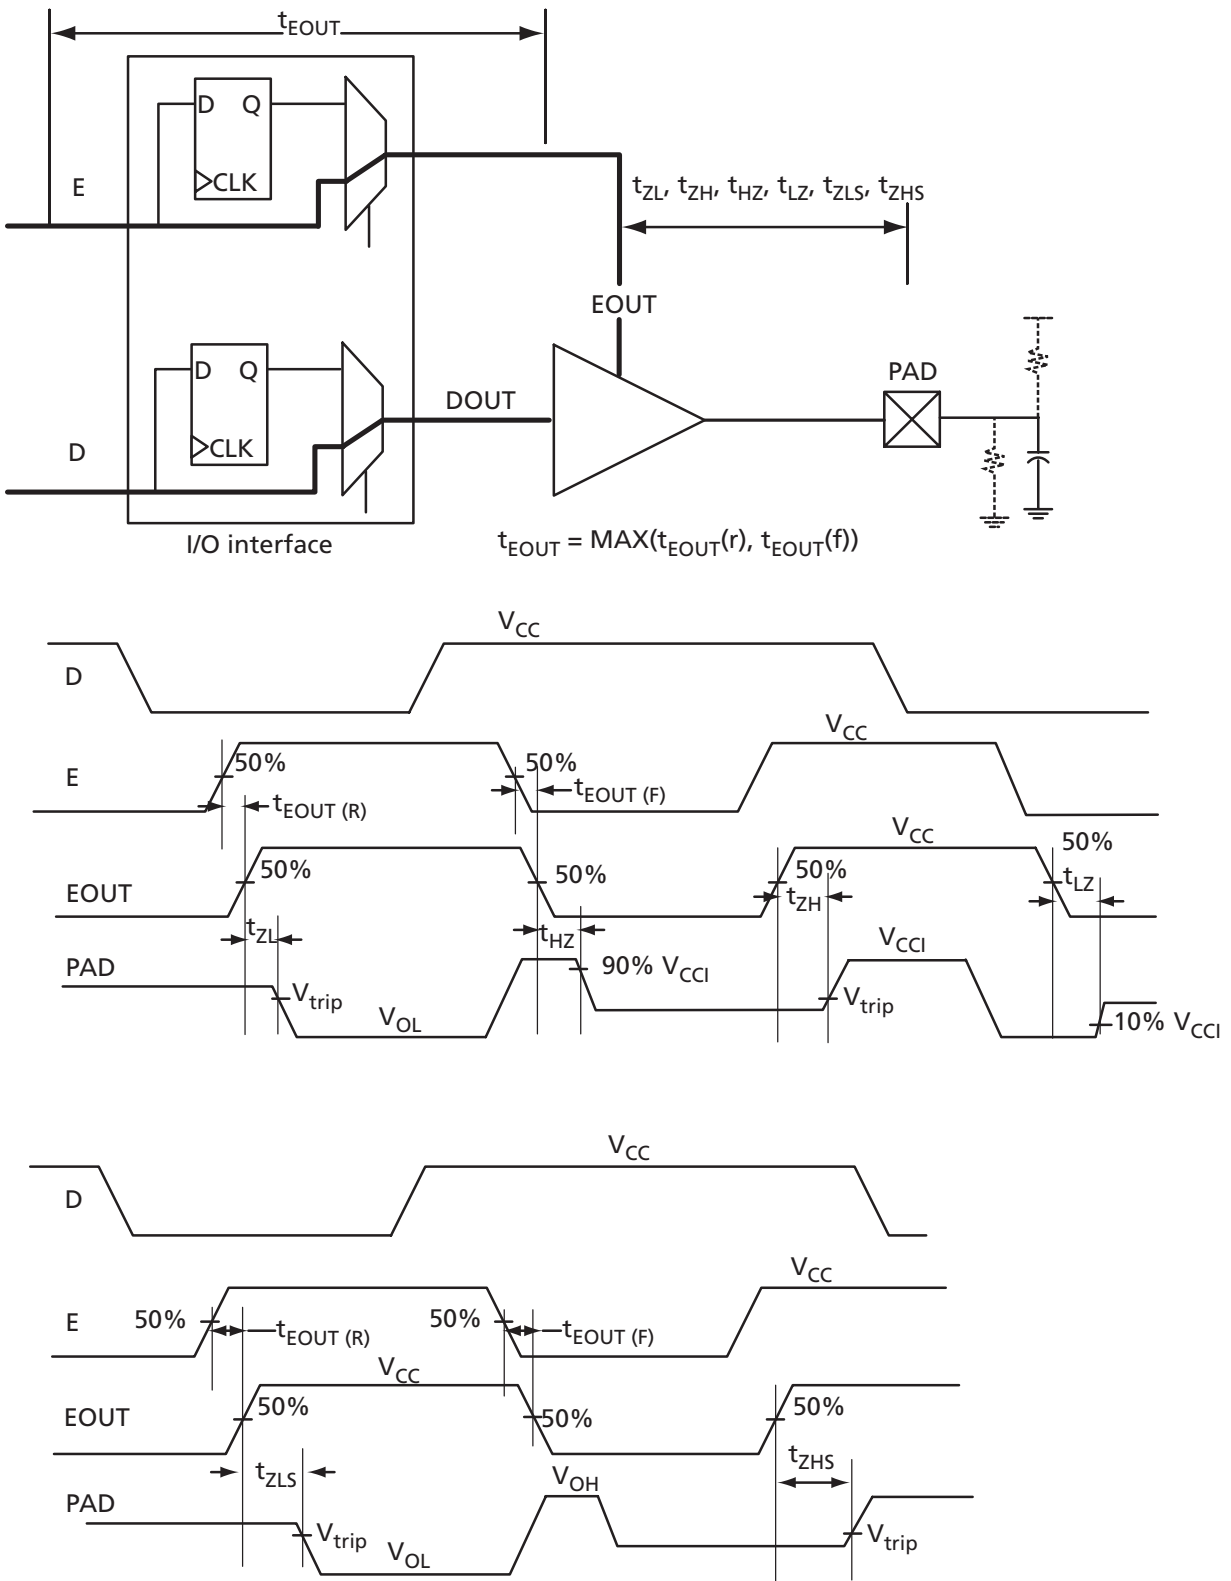 tEOUT
D Q
CLK
E
tZL, tZH, tHZ, tLZ, tZLS, tZHS
EOUT
D Q
CLK
DOUT
PAD
D
I/O interface
tEOUT = MAX(tEOUT(r), tEOUT(f))
VCC
D
VCC
E
50%
50%
tEOUT (R)
tEOUT (F)
VCC
50%
EOUT
50%
50%
50%
tZH
tLZ
tZL
tHZ
VCCI
PAD
90% VCCI
Vtrip
Vtrip
VOL
10% VCCI
VCC
D
VCC
E
50%
50%
tEOUT (R)
tEOUT (F)
VCC
EOUT
50%
50%
50%
tZLS
tZHS
VOH
PAD
Vtrip
Vtrip
VOL